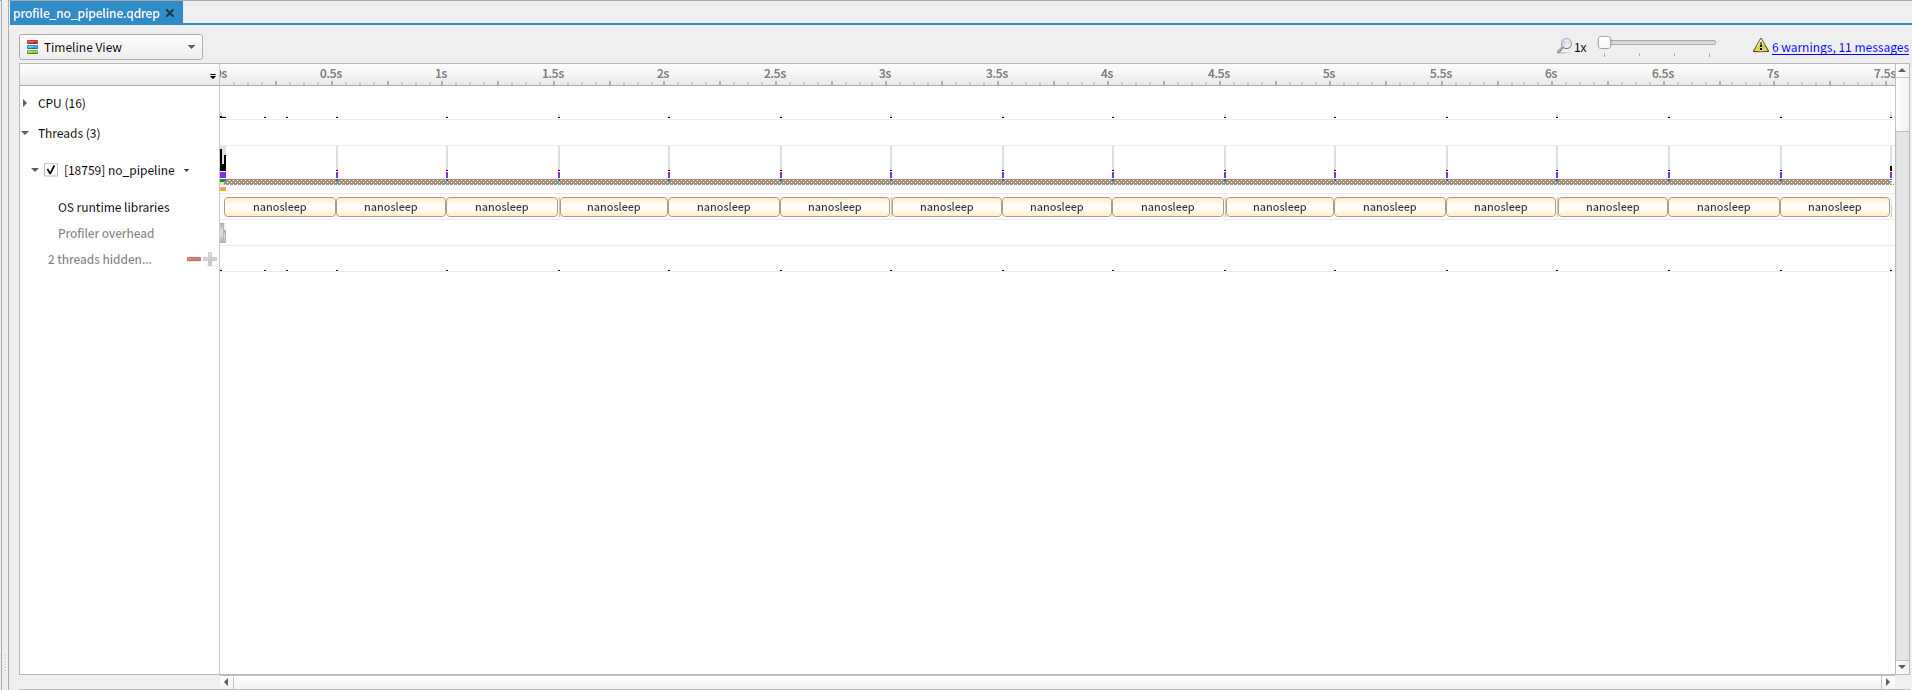 profile_no_pipeline.qdrep
Timeline View
1x
6 warnings, 11 messages
s 0.5s 1s 1.5s 2s 2.5s 3s 3.5s 4s 4.5s 5s 5.5s 6s 6.5s 7s 7.5s
CPU (16)
Threads (3)
[18759] no_pipeline
OS runtime libraries
nanosleep nanosleep nanosleep nanosleep nanosleep nanosleep nanosleep nanosleep nanosleep nanosleep nanosleep nanosleep nanosleep nanosleep nanosleep
Profiler overhead
2 threads hidden...